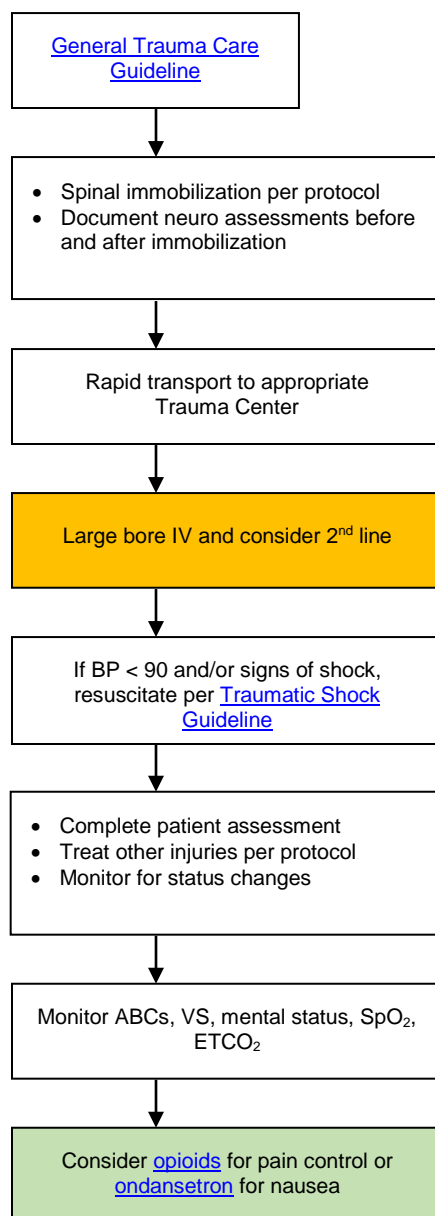 General Trauma Care
Guideline
• Spinal immobilization per protocol
• Document neuro assessments before
and after immobilization
Rapid transport to appropriate
Trauma Center
Large bore IV and consider 2nd line
If BP < 90 and/or signs of shock,
resuscitate per Traumatic Shock
Guideline
• Complete patient assessment
• Treat other injuries per protocol
• Monitor for status changes
Monitor ABCs, VS, mental status, SpO₂,
ETCO₂
Consider opioids for pain control or
ondansetron for nausea